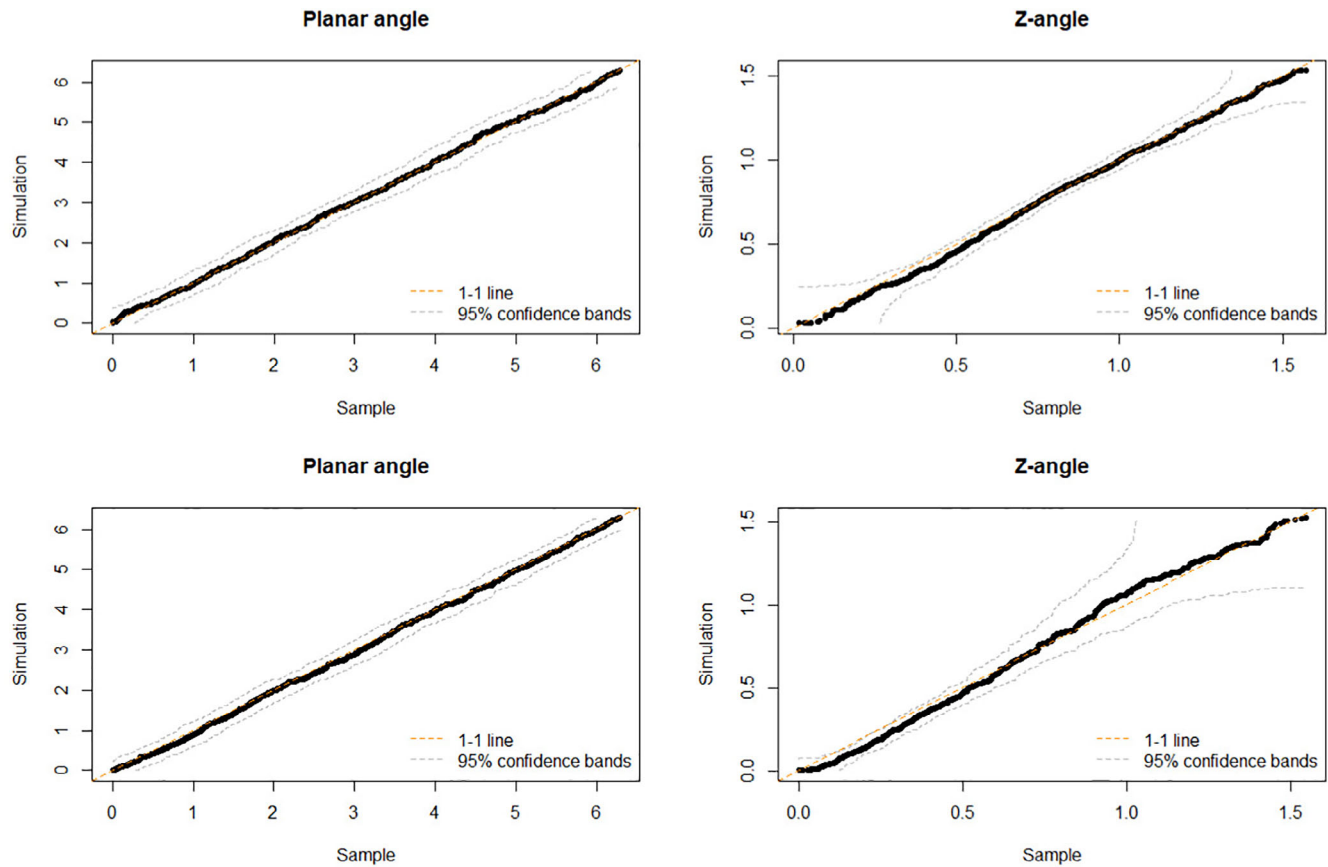 Planar angle
Z-angle
Simulation
6
5
4
3
2
1
0
1-1 line
95% confidence bands
0 1 2 3 4 5 6
Sample
Simulation
1.5
1.0
0.5
0.0
1-1 line
95% confidence bands
0.0 0.5 1.0 1.5
Sample
Planar angle
Z-angle
Simulation
6
5
4
3
2
1
0
1-1 line
95% confidence bands
0 1 2 3 4 5 6
Sample
Simulation
1.5
1.0
0.5
0.0
1-1 line
95% confidence bands
0.0 0.5 1.0 1.5
Sample